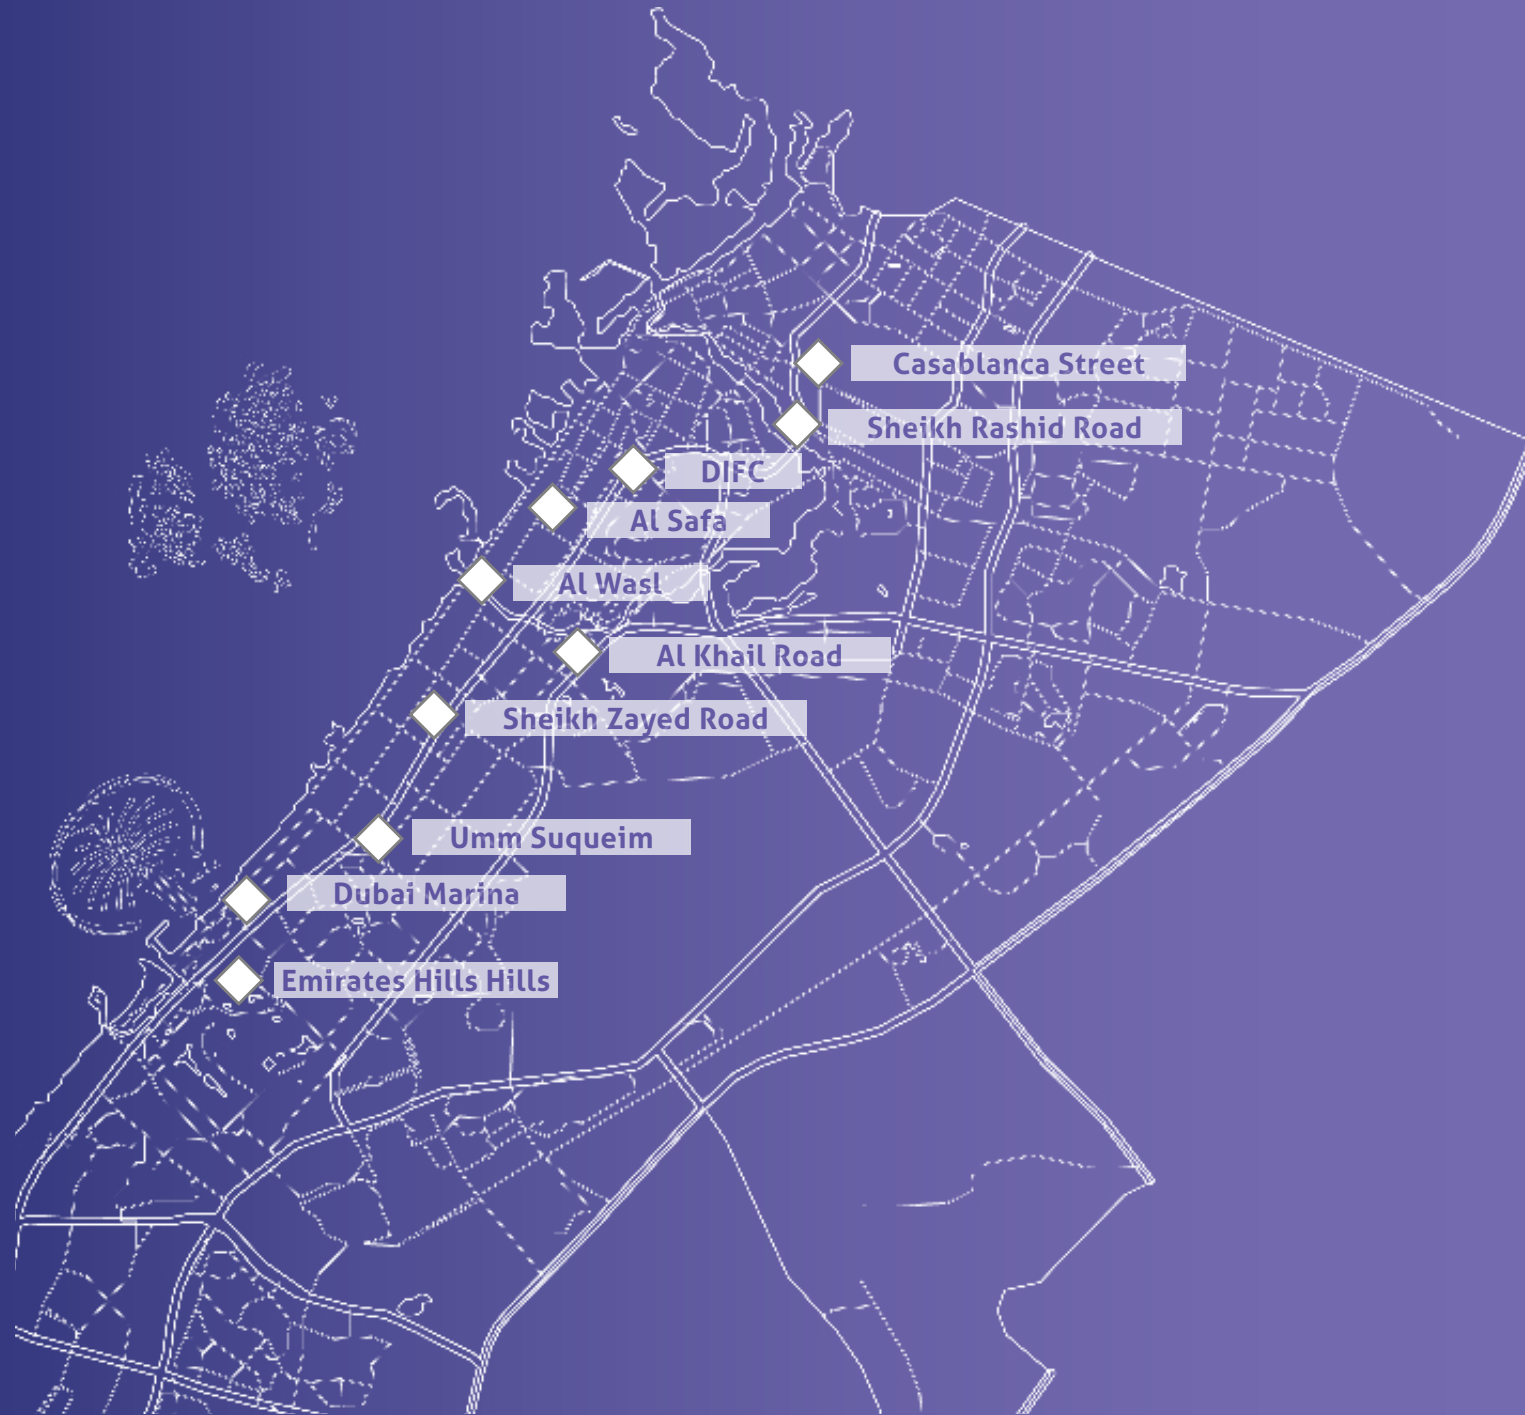 Casablanca Street
Sheikh Rashid Road
DIFC
Al Safa
Al Wasl
Al Khail Road
Sheikh Zayed Road
Umm Suqueim
Dubai Marina
Emirates Hills Hills